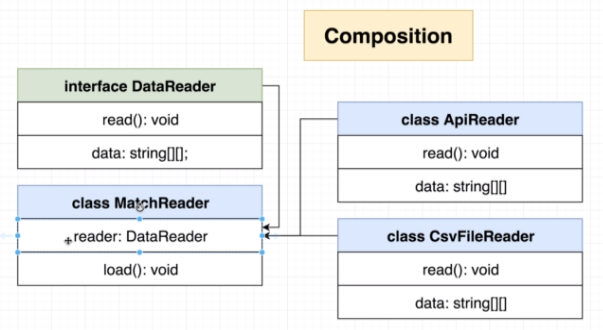 Composition
interface DataReader
read(): void
data: string[][];
class MatchReader
reader: DataReader
load(): void
class ApiReader
read(): void
data: string[][]
class CsvFileReader
read(): void
data: string[][]